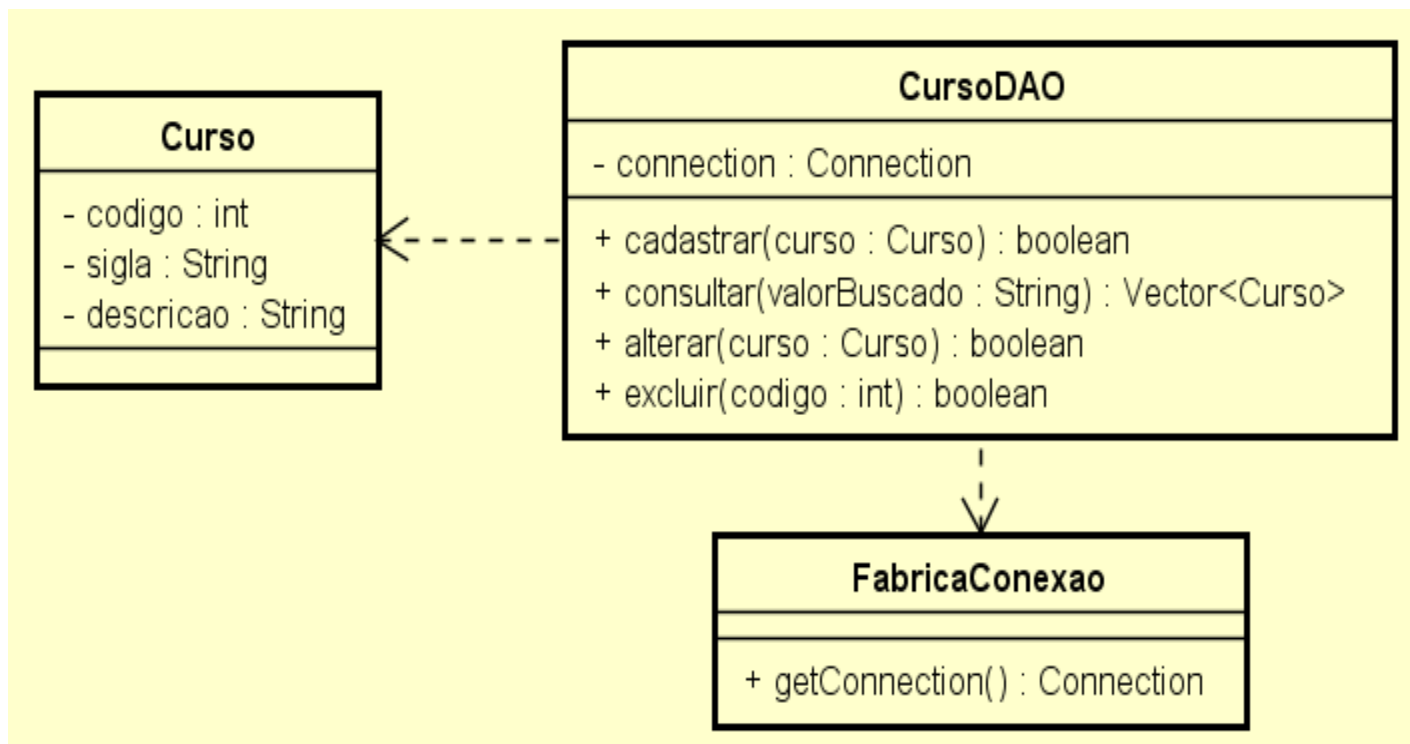 Curso
- codigo : int
- sigla : String
- descricao : String
CursoDAO
- connection : Connection
+ cadastrar(curso : Curso) : boolean
+ consultar(valorBuscado : String) : Vector<Curso>
+ alterar(curso : Curso) : boolean
+ excluir(codigo : int) : boolean
FabricaConexao
+ getConnection() : Connection